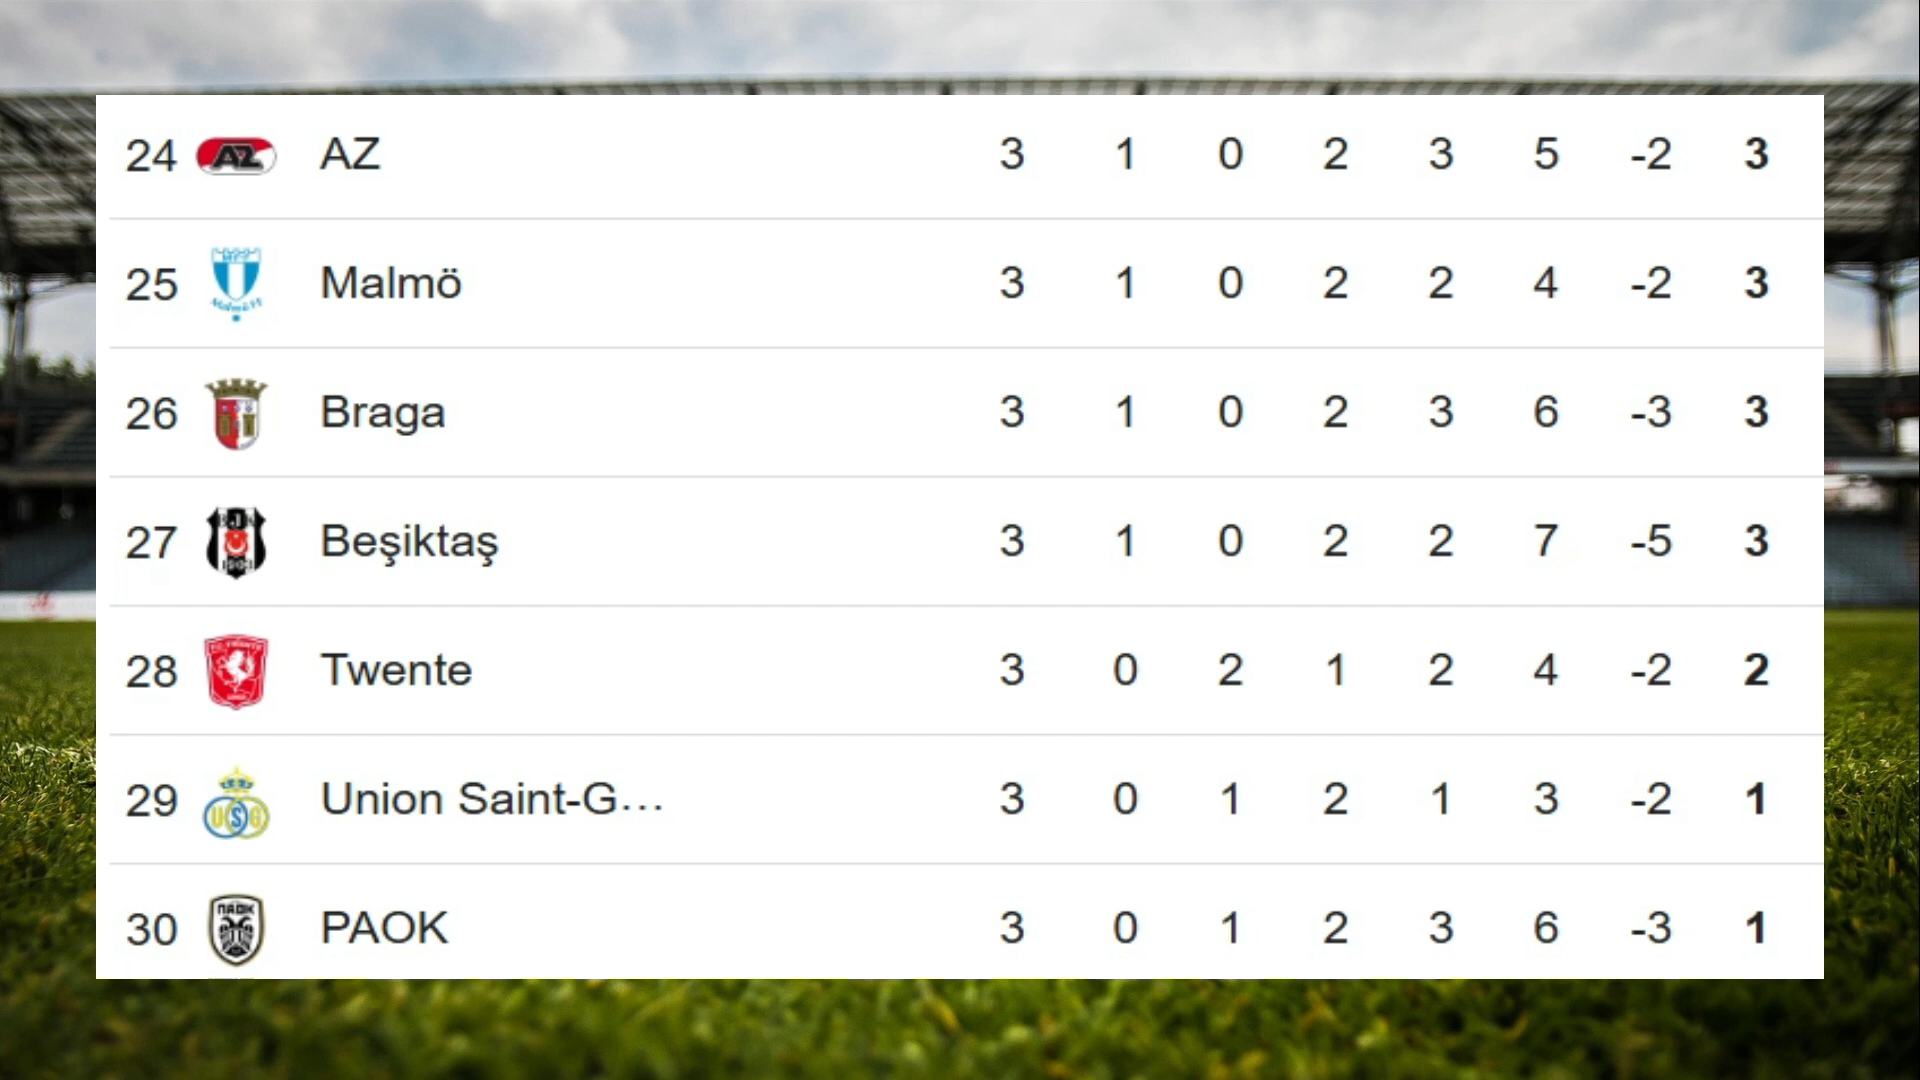 24 AZ 3 1 0 2 3 5 -2 3
25 Malmö 3 1 0 2 2 4 -2 3
26 Braga 3 1 0 2 3 6 -3 3
27 Beşiktaş 3 1 0 2 2 7 -5 3
28 Twente 3 0 2 1 2 4 -2 2
29 Union Saint-G... 3 0 1 2 1 3 -2 1
30 PAOK 3 0 1 2 3 6 -3 1